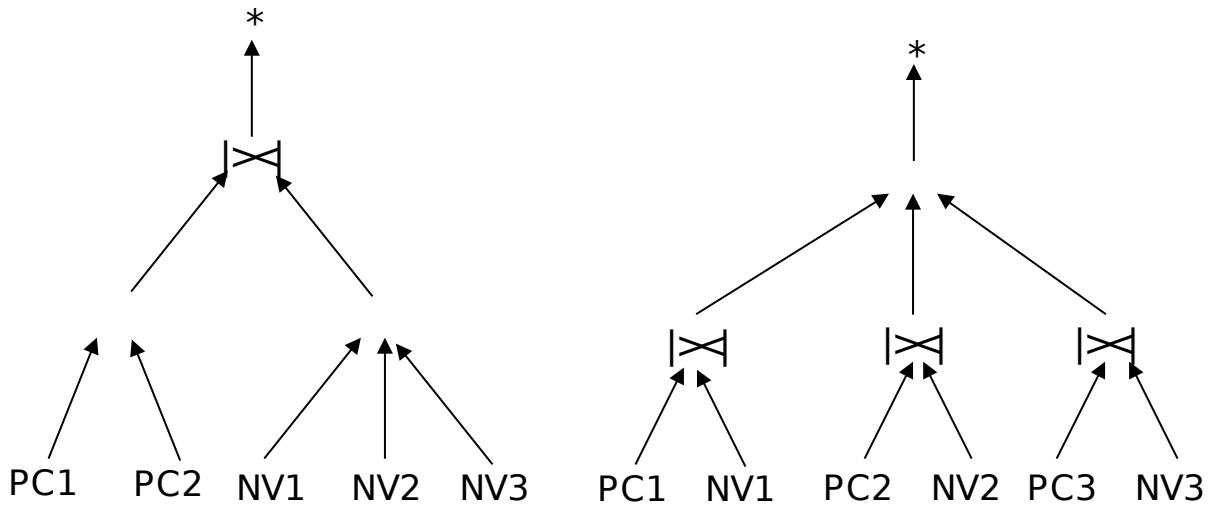 *
*
|⋈|
|⋈| |⋈| |⋈|
PC1 PC2 NV1 NV2 NV3
PC1 NV1 PC2 NV2 PC3 NV3